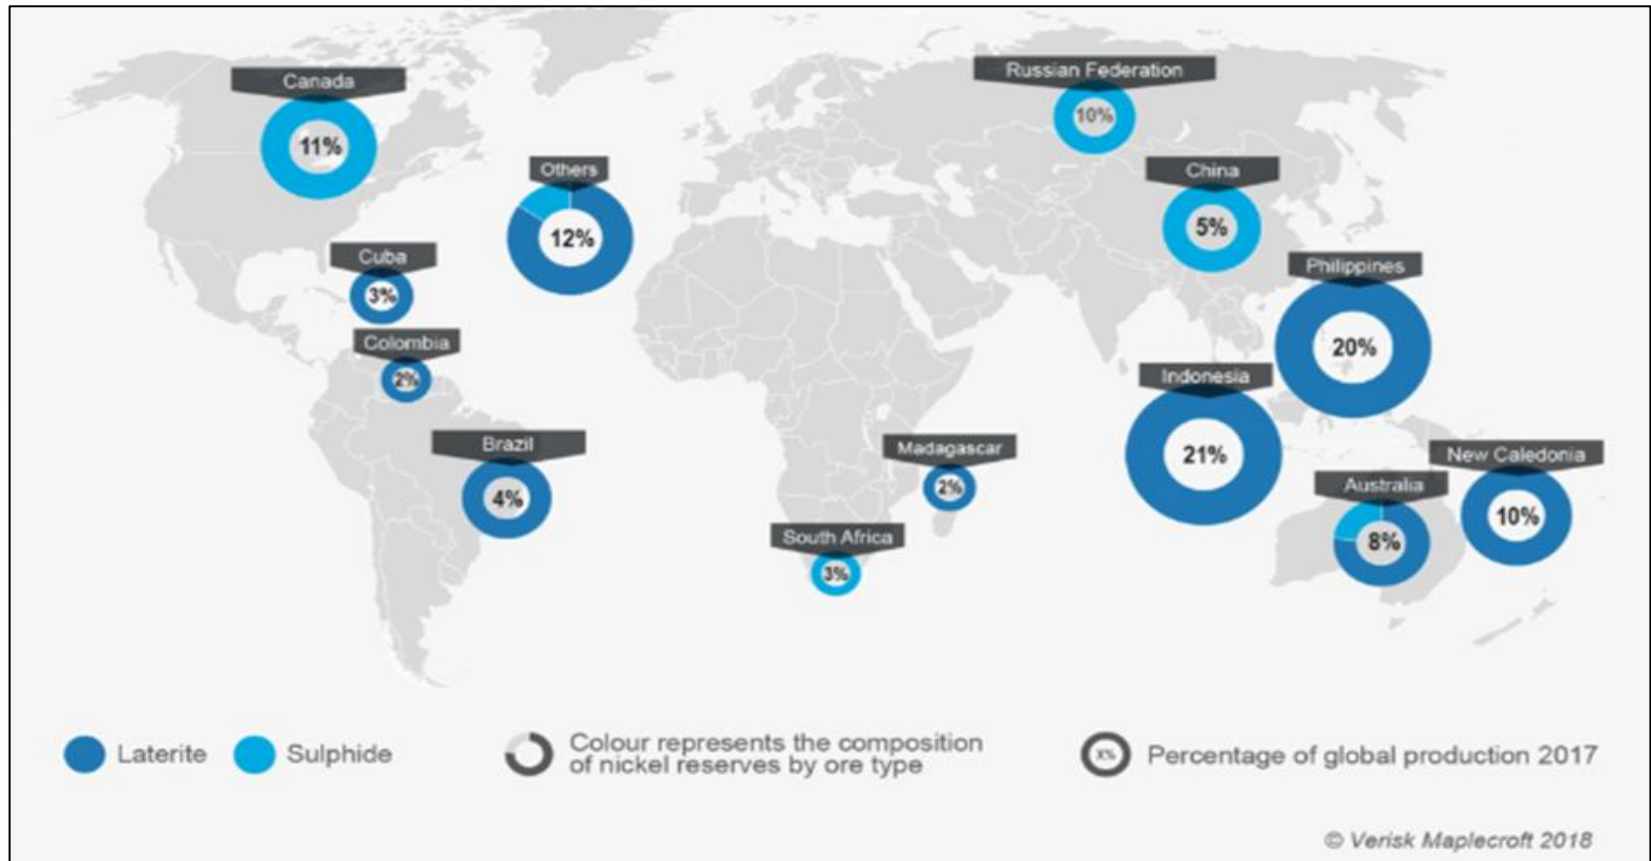 Canada
11%
Russian Federation
10%
Others
12%
China
5%
Cuba
3%
Philippines
20%
Colombia
2%
Indonesia
21%
Brazil
4%
Madagascar
2%
New Caledonia
10%
Australia
8%
South Africa
3%
Laterite
Sulphide
Colour represents the composition
of nickel reserves by ore type
X%
Percentage of global production 2017
© Verisk Maplecroft 2018